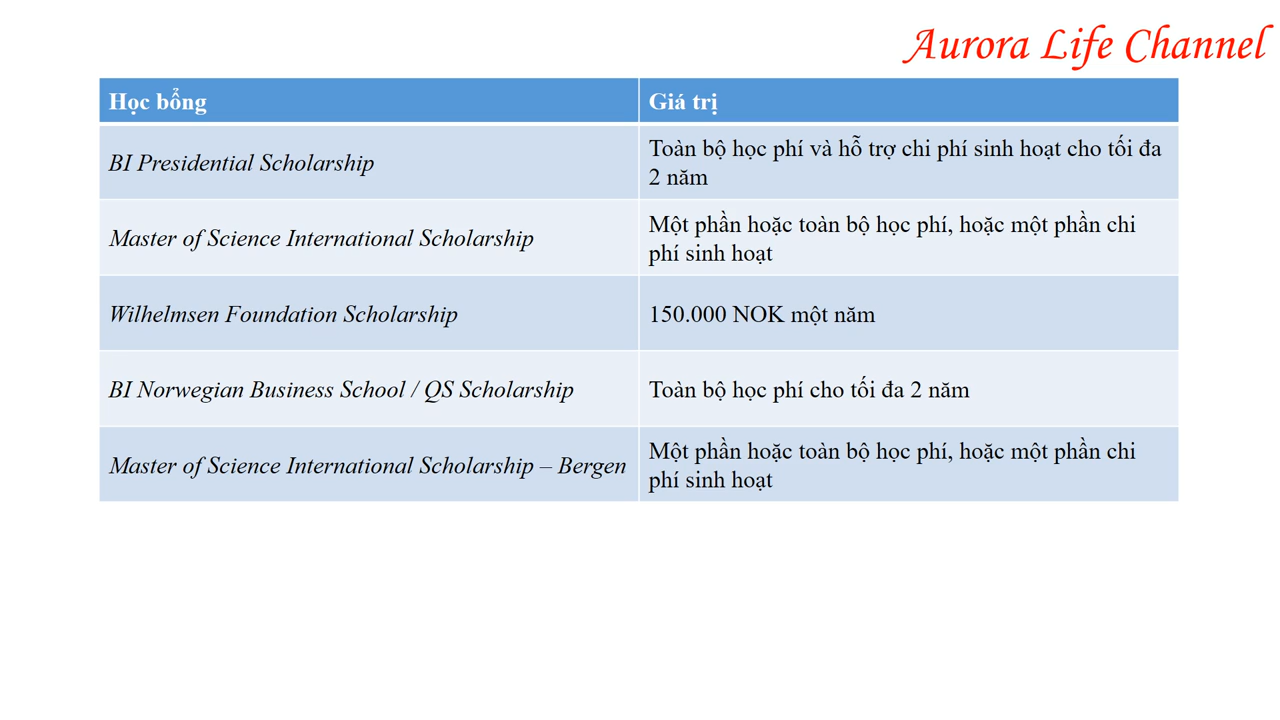 Aurora Life Channel
Học bổng
Giá trị
BI Presidential Scholarship
Toàn bộ học phí và hỗ trợ chi phí sinh hoạt cho tối đa
2 năm
Master of Science International Scholarship
Một phần hoặc toàn bộ học phí, hoặc một phần chi
phí sinh hoạt
Wilhelmsen Foundation Scholarship
150.000 NOK một năm
BI Norwegian Business School / QS Scholarship
Toàn bộ học phí cho tối đa 2 năm
Master of Science International Scholarship – Bergen
Một phần hoặc toàn bộ học phí, hoặc một phần chi
phí sinh hoạt